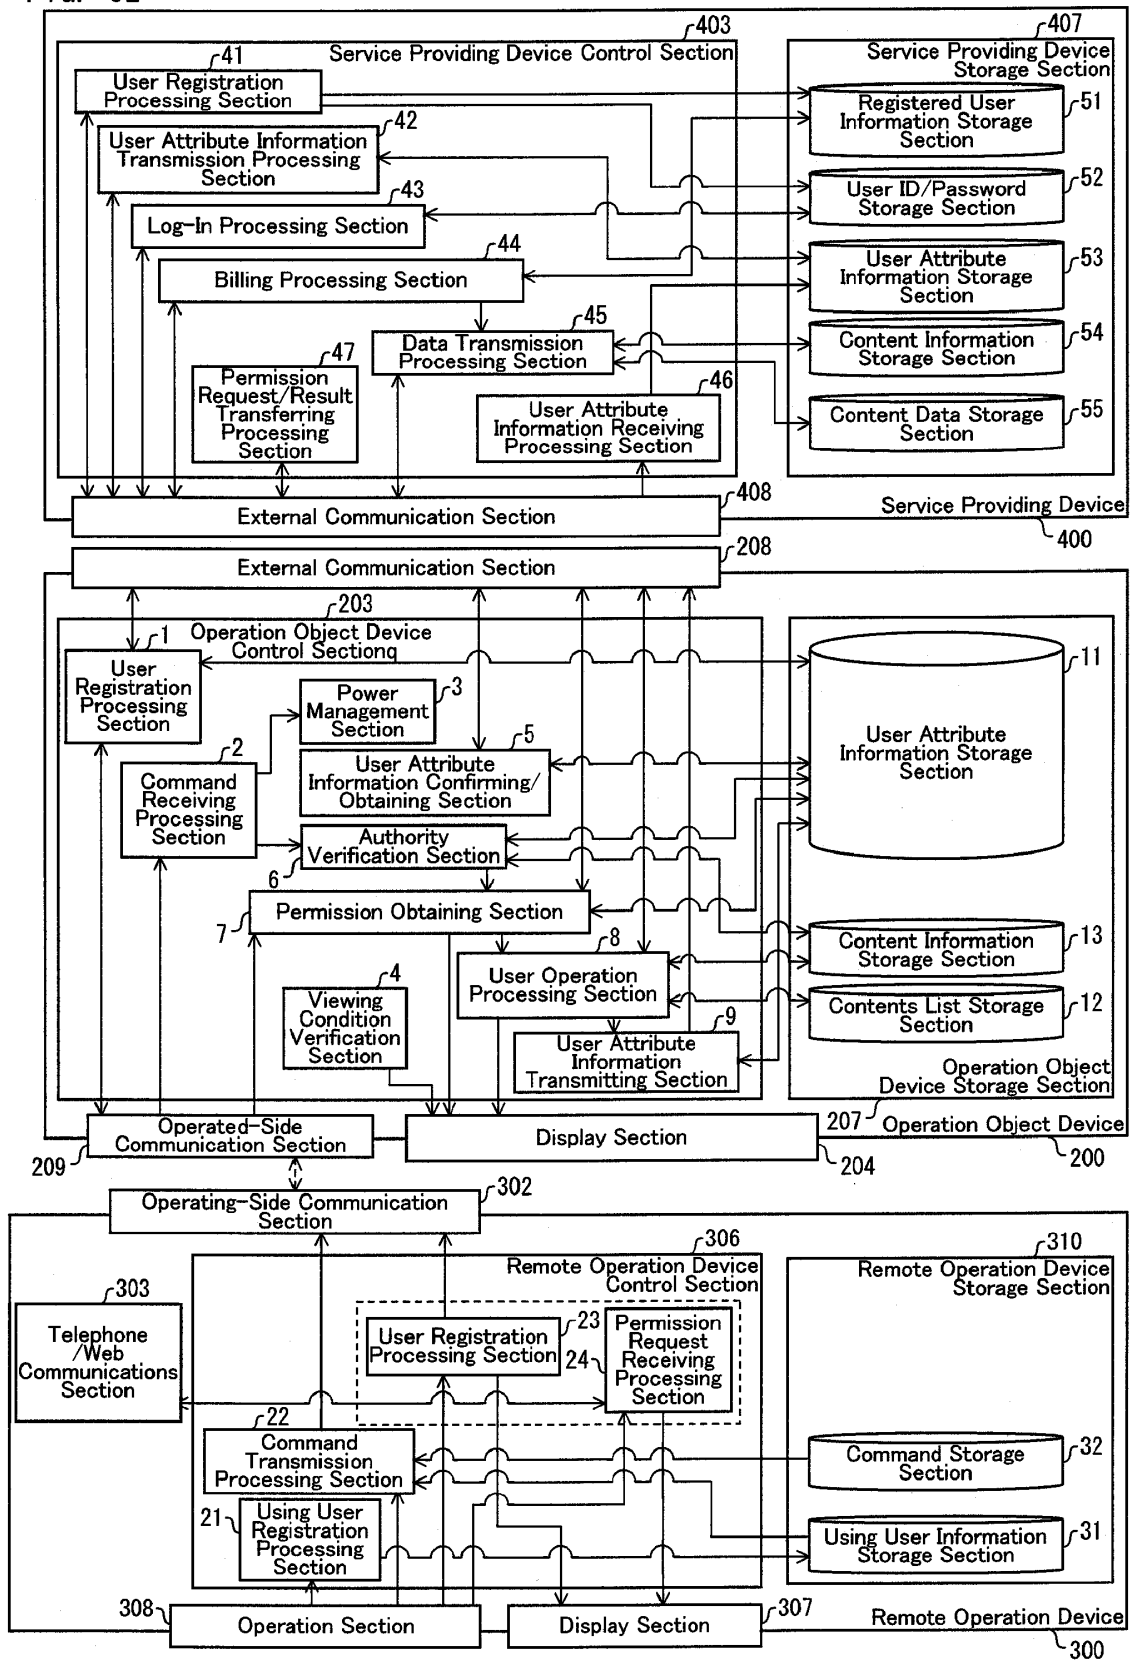 403
Service Providing Device Control Section
407
Service Providing Device
Storage Section
41
User Registration
Processing Section
42
User Attribute Information
Transmission Processing
Section
43
Log-In Processing Section
44
Billing Processing Section
45
Data Transmission
Processing Section
47
Permission
Request/Result
Transferring
Processing
Section
46
User Attribute
Information Receiving
Processing Section
Registered User
Information Storage
Section
51
User ID/Password
Storage Section
52
User Attribute
Information Storage
Section
53
Content Information
Storage Section
54
Content Data Storage
Section
55
408
External Communication Section
Service Providing Device
400
208
External Communication Section
203
Operation Object Device
Control Sectionq
1
User
Registration
Processing
Section
3
Power
Management
Section
2
Command
Receiving
Processing
Section
5
User Attribute
Information Confirming/
Obtaining Section
Authority
Verification Section
6
Permission Obtaining Section
7
8
User Operation
Processing Section
4
Viewing
Condition
Verification
Section
9
User Attribute
Information
Transmitting Section
User Attribute
Information Storage
Section
11
Content Information
Storage Section
13
Contents List Storage
Section
12
Operation Object
Device Storage Section
207
Operation Object Device
200
Operated-Side
Communication Section
209
Display Section
204
302
Operating-Side Communication
Section
306
Remote Operation Device
Control Section
310
Remote Operation Device
Storage Section
303
Telephone
/Web
Communications
Section
23
User Registration
Processing Section
24
Permission
Request
Receiving
Processing
Section
22
Command
Transmission
Processing Section
21
Using User
Registration
Processing
Section
Command Storage
Section
32
Using User Information
Storage Section
31
308
Operation Section
Display Section
307
Remote Operation Device
300